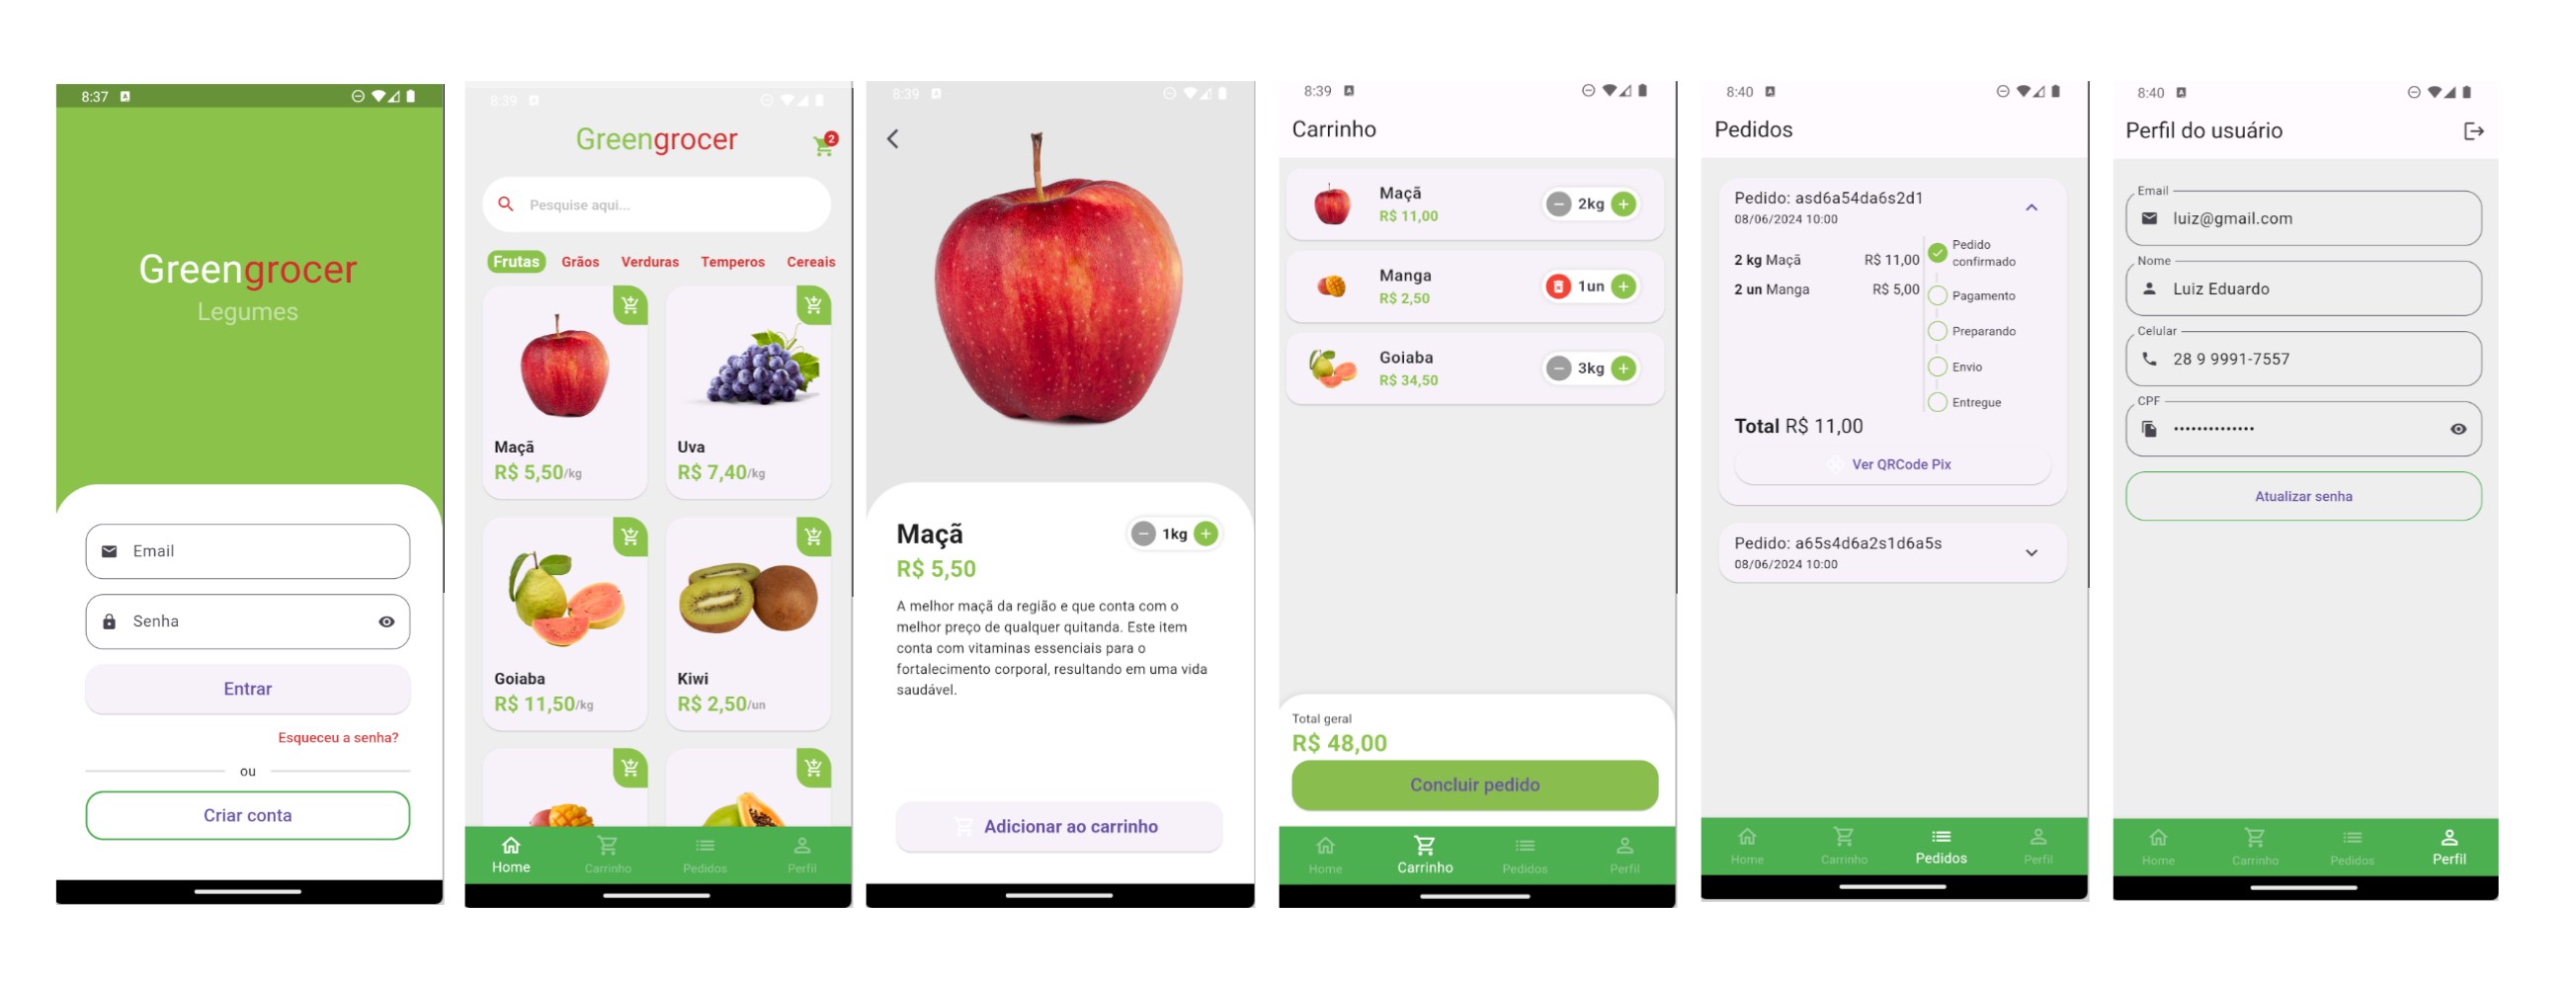 8:37
Greengrocer
Legumes
Email
Senha
Entrar
Esqueceu a senha?
ou
Criar conta
8:39
Greengrocer
2
Pesquise aqui...
Frutas Grãos Verduras Temperos Cereais
Maçã
R$ 5,50/kg
Uva
R$ 7,40/kg
Goiaba
R$ 11,50/kg
Kiwi
R$ 2,50/un
Home Carrinho Pedidos Perfil
8:39
Maçã
1kg
R$ 5,50
A melhor maçã da região e que conta com o
melhor preço de qualquer quitanda. Este item
conta com vitaminas essenciais para o
fortalecimento corporal, resultando em uma vida
saudável.
Adicionar ao carrinho
8:39
Carrinho
Maçã
R$ 11,00
2kg
Manga
R$ 2,50
1un
Goiaba
R$ 34,50
3kg
Total geral
R$ 48,00
Concluir pedido
Home Carrinho Pedidos Perfil
8:40
Pedidos
Pedido: asd6a54da6s2d1
08/06/2024 10:00
2 kg Maçã R$ 11,00
2 un Manga R$ 5,00
Pedido
confirmado
Pagamento
Preparando
Envio
Entregue
Total R$ 11,00
Ver QRCode Pix
Pedido: a65s4d6a2s1d6a5s
08/06/2024 10:00
Home Carrinho Pedidos Perfil
8:40
Perfil do usuário
Email
luiz@gmail.com
Nome
Luiz Eduardo
Celular
28 9 9991-7557
CPF
••••••••••••••
Atualizar senha
Home Carrinho Pedidos Perfil